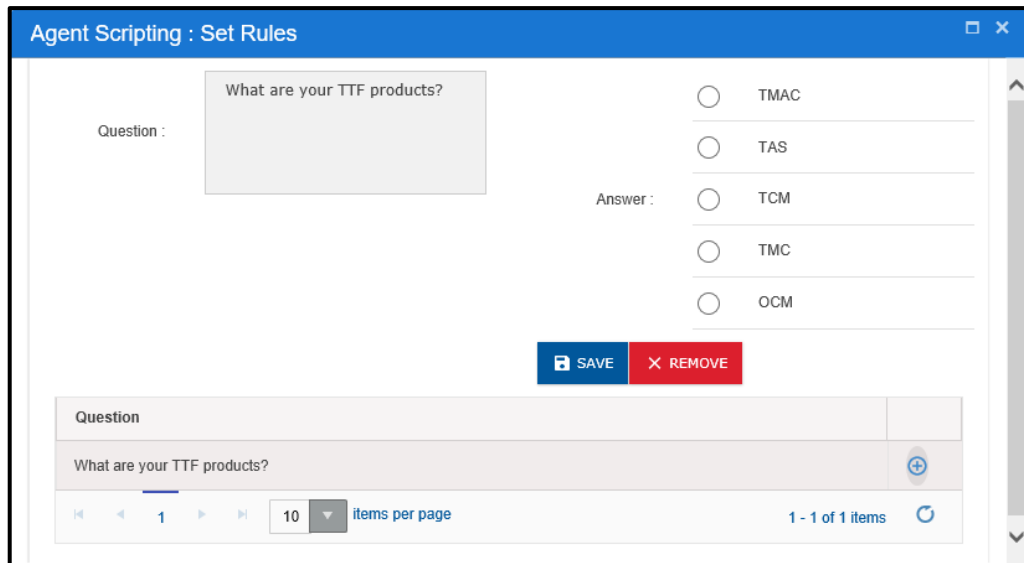 Agent Scripting : Set Rules
What are your TTF products?
Question :
Answer :
TMAC
TAS
TCM
TMC
OCM
SAVE
REMOVE
Question
What are your TTF products?
1
10
items per page
1 - 1 of 1 items